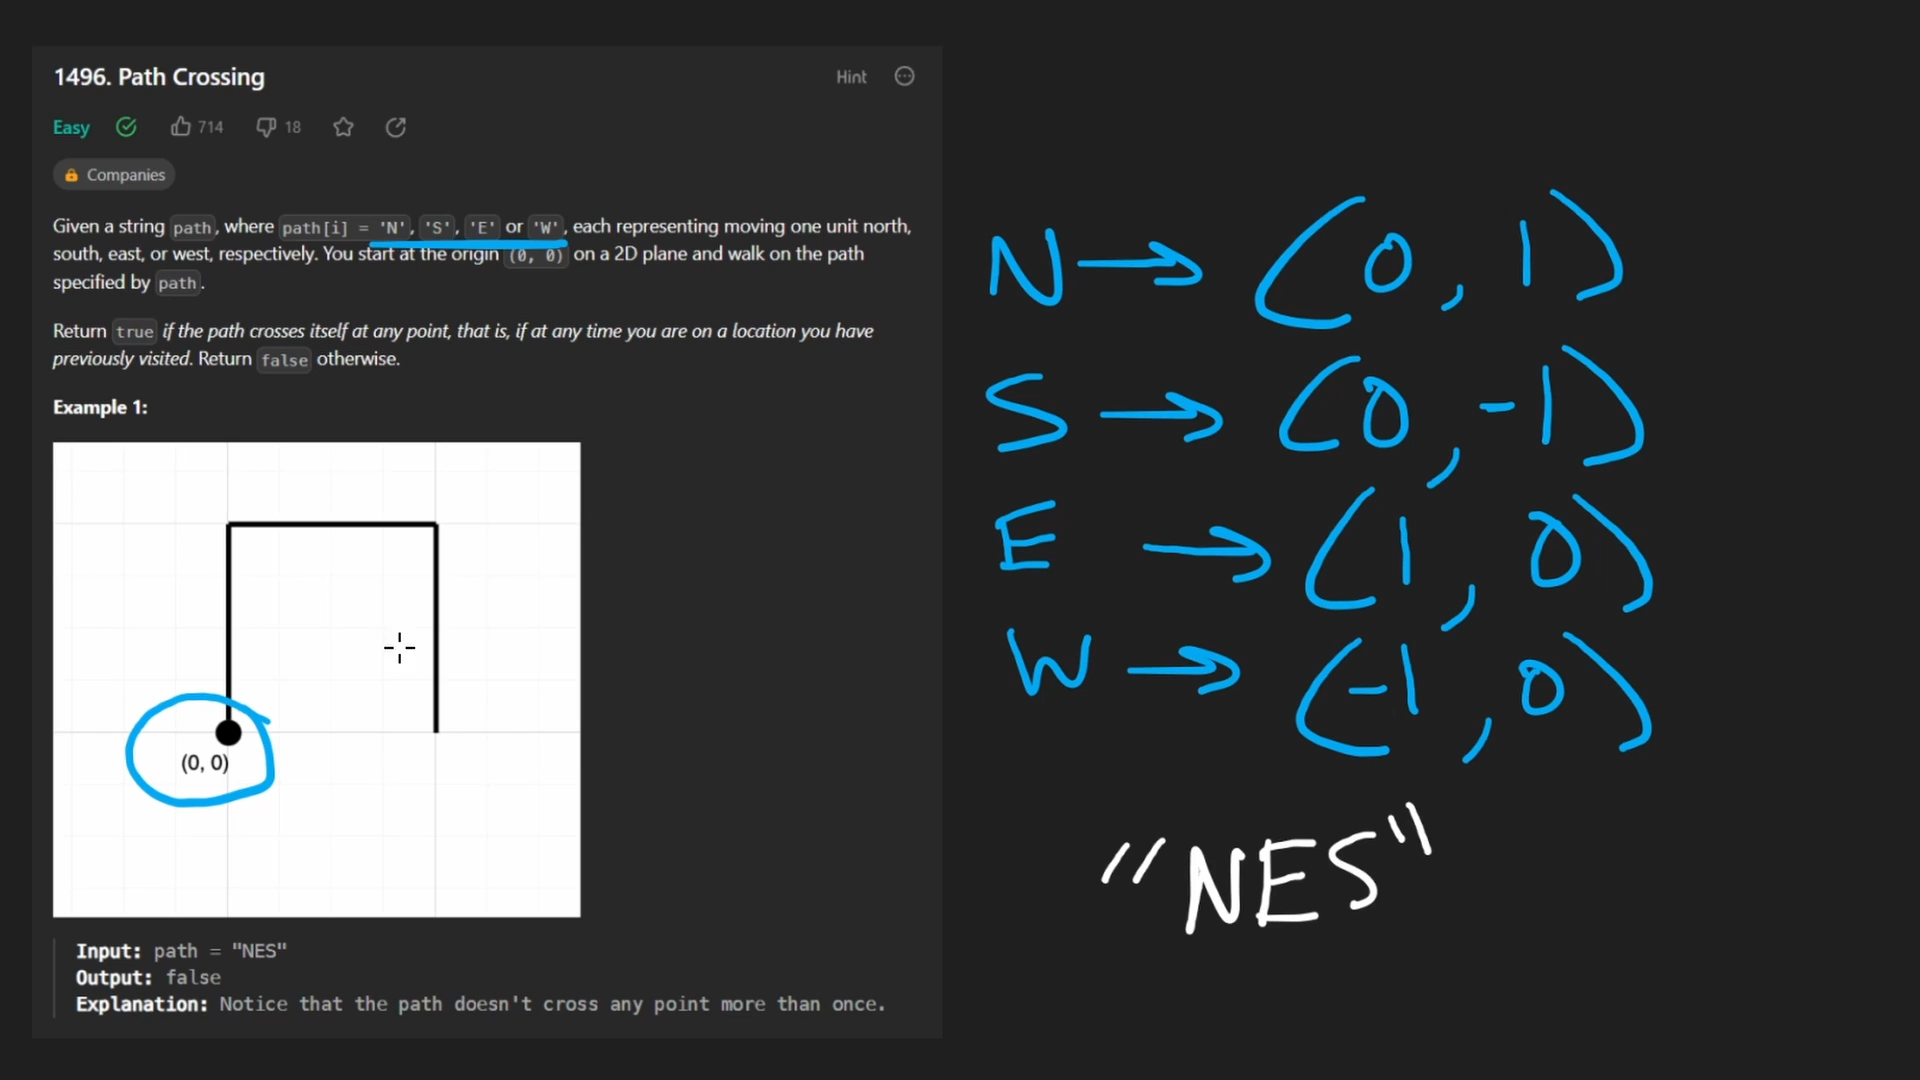 1496. Path Crossing
Hint
Easy 714 18
Companies
Given a string path, where path[i] = 'N', 'S', 'E' or 'W', each representing moving one unit north,
south, east, or west, respectively. You start at the origin (0, 0) on a 2D plane and walk on the path
specified by path.
Return true if the path crosses itself at any point, that is, if at any time you are on a location you have
previously visited. Return false otherwise.
Example 1:
(0, 0)
Input: path = "NES"
Output: false
Explanation: Notice that the path doesn't cross any point more than once.
N → (0, 1)
S → (0, -1)
E → (1, 0)
W → (-1, 0)
"NES"